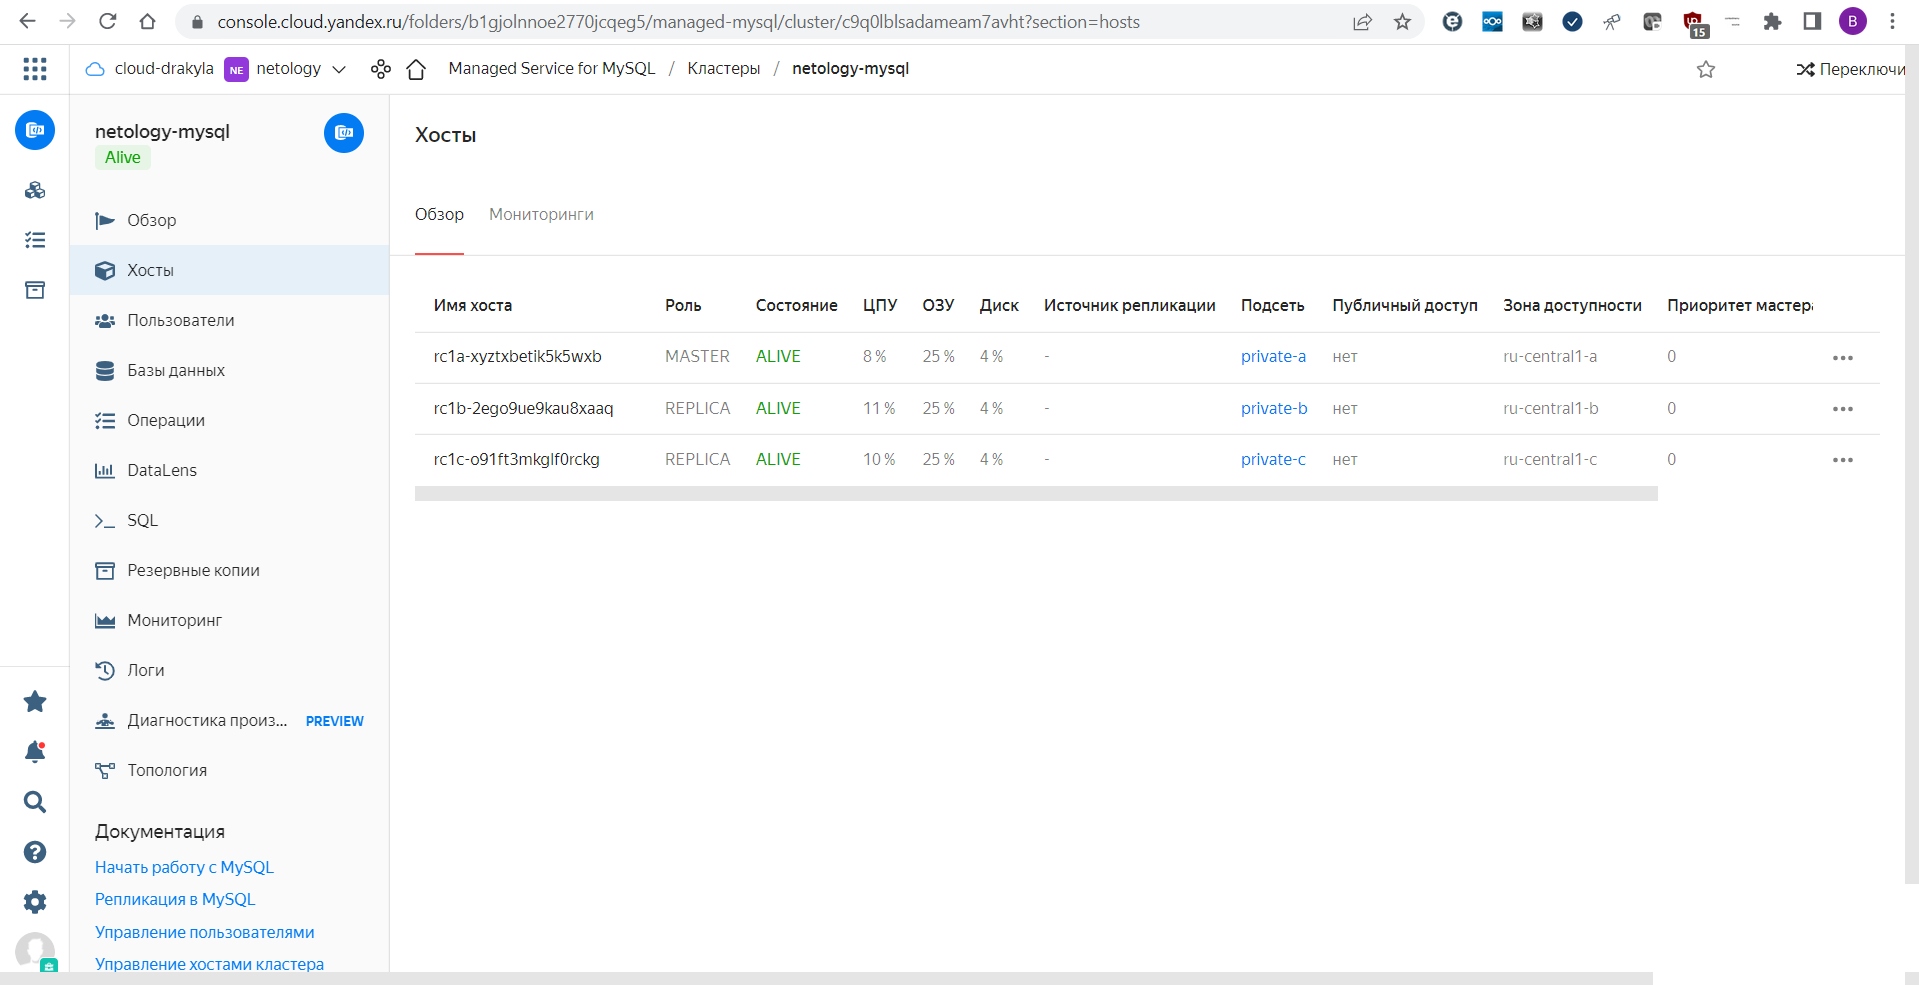 console.cloud.yandex.ru/folders/b1gjolnnoe2770jcqeg5/managed-mysql/cluster/c9q0lblsadameam7avht?section=hosts
15
B
cloud-drakyla NE netology Managed Service for MySQL / Кластеры / netology-mysql Переключи
netology-mysql
Alive
Обзор
Хосты
Пользователи
Базы данных
Операции
DataLens
SQL
Резервные копии
Мониторинг
Логи
Диагностика произ... PREVIEW
Топология
Документация
Начать работу с MySQL
Репликация в MySQL
Управление пользователями
Управление хостами кластера
Хосты
Обзор Мониторинги
Имя хоста Роль Состояние ЦПУ ОЗУ Диск Источник репликации Подсеть Публичный доступ Зона доступности Приоритет мастера
rc1a-xyztxbetik5k5wxb MASTER ALIVE 8 % 25 % 4 % - private-a нет ru-central1-a 0
rc1b-2ego9ue9kau8xaaq REPLICA ALIVE 11 % 25 % 4 % - private-b нет ru-central1-b 0
rc1c-o91ft3mkglf0rckg REPLICA ALIVE 10 % 25 % 4 % - private-c нет ru-central1-c 0